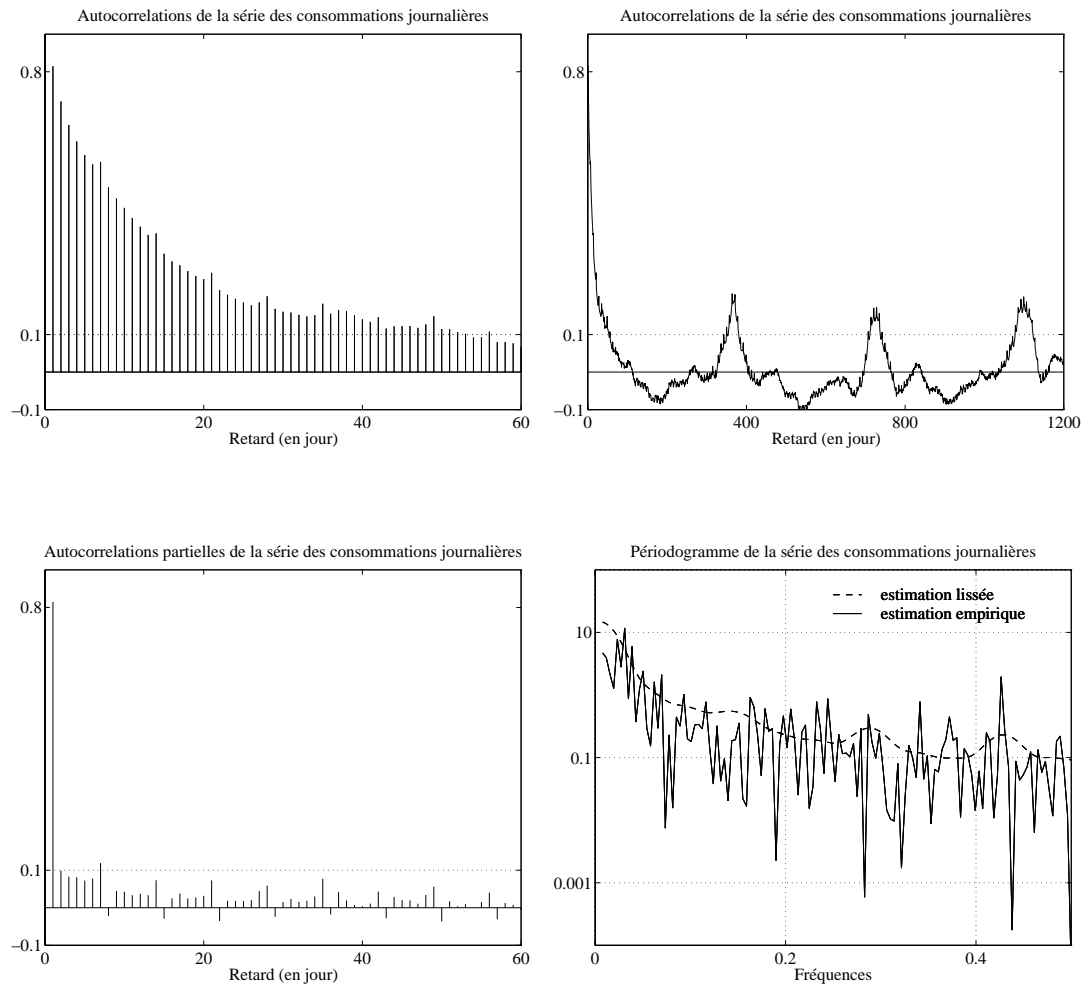 Autocorrelations de la série des consommations journalières
0.8
0.1
−0.1
0 20 40 60
Retard (en jour)
Autocorrelations de la série des consommations journalières
0.8
0.1
−0.1
0 400 800 1200
Retard (en jour)
Autocorrelations partielles de la série des consommations journalières
0.8
0.1
−0.1
0 20 40 60
Retard (en jour)
Périodogramme de la série des consommations journalières
estimation lissée
estimation empirique
10
0.1
0.001
0 0.2 0.4
Fréquences